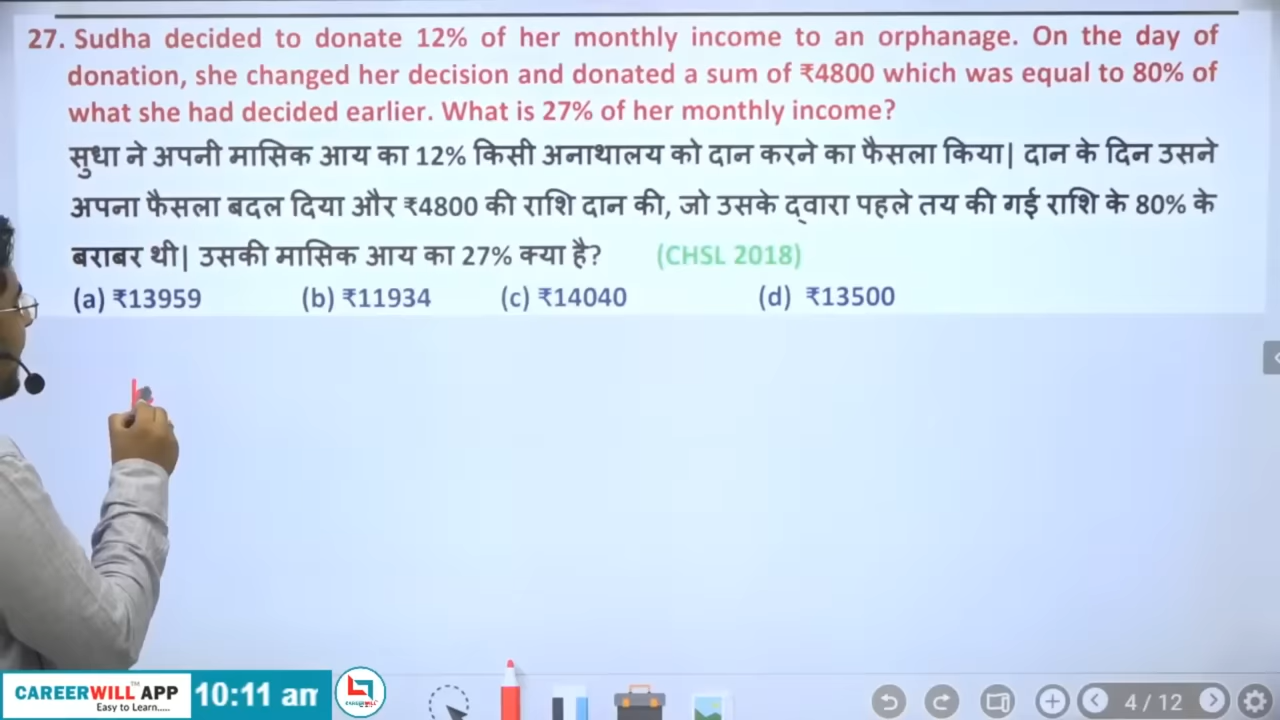 27. Sudha decided to donate 12% of her monthly income to an orphanage. On the day of
donation, she changed her decision and donated a sum of ₹4800 which was equal to 80% of
what she had decided earlier. What is 27% of her monthly income?
सुधा ने अपनी मासिक आय का 12% किसी अनाथालय को दान करने का फैसला किया| दान के दिन उसने
अपना फैसला बदल दिया और ₹4800 की राशि दान की, जो उसके द्वारा पहले तय की गई राशि के 80% के
बराबर थी| उसकी मासिक आय का 27% क्या है? (CHSL 2018)
(a) ₹13959 (b) ₹11934 (c) ₹14040 (d) ₹13500
CAREERWILL™ APP
Easy to Learn.....
10:11 am
CAREERWILL
4 / 12